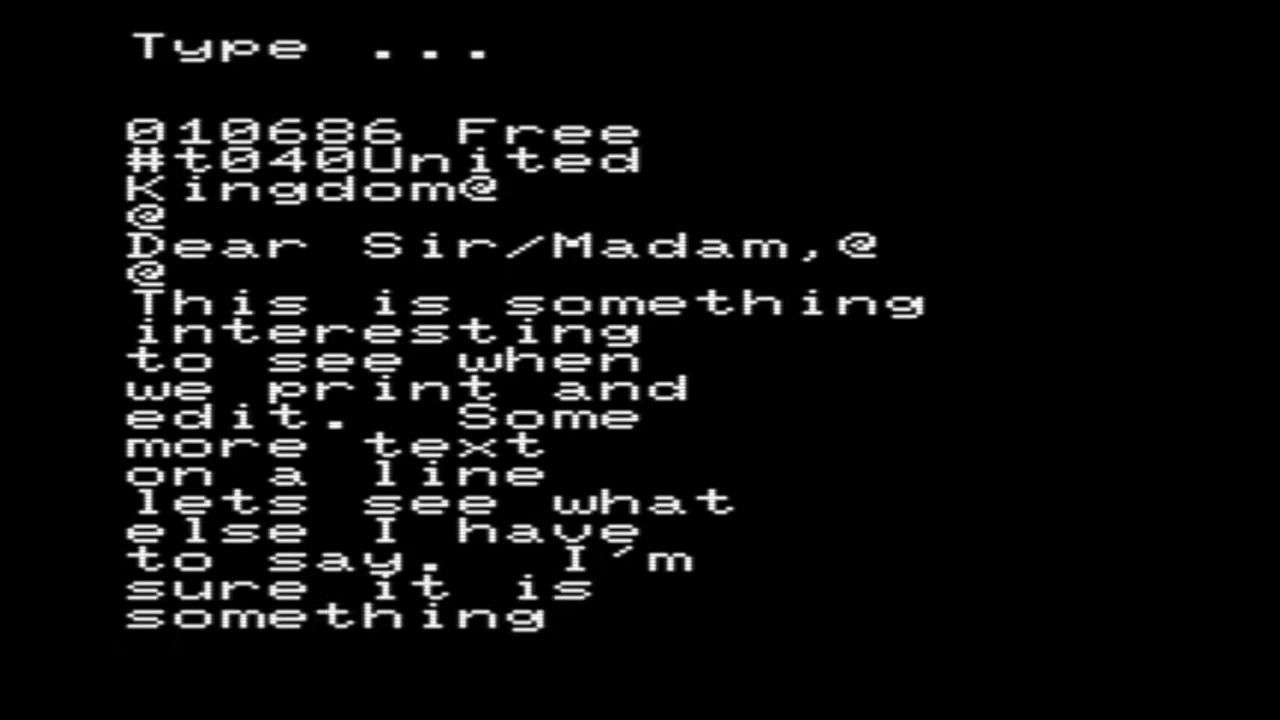 Type ...
010686 Free
#t040United
Kingdom@
@
Dear Sir/Madam,@
@
This is something
interesting
to see when
we print and
edit.  Some
more text
on a line
lets see what
else I have
to say.  I'm
sure it is
something